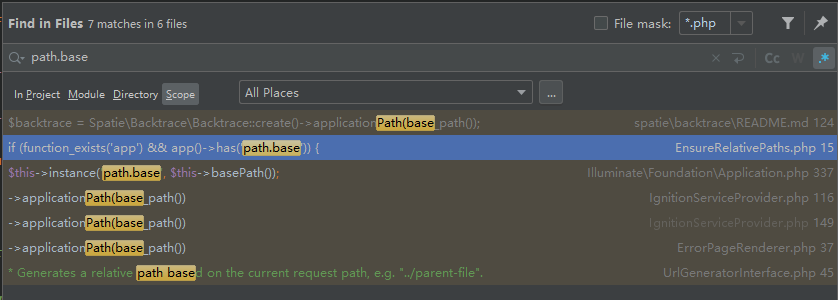 Find in Files 7 matches in 6 files File mask: *.php
path.base Cc W .*
In Project Module Directory Scope All Places ...
$backtrace = Spatie\Backtrace\Backtrace::create()->applicationPath(base_path()); spatie\backtrace\README.md 124
if (function_exists('app') && app()->has('path.base')) { EnsureRelativePaths.php 15
$this->instance('path.base', $this->basePath()); Illuminate\Foundation\Application.php 337
->applicationPath(base_path()) IgnitionServiceProvider.php 116
->applicationPath(base_path()) IgnitionServiceProvider.php 149
->applicationPath(base_path()) ErrorPageRenderer.php 37
* Generates a relative path based on the current request path, e.g. "../parent-file". UrlGeneratorInterface.php 45